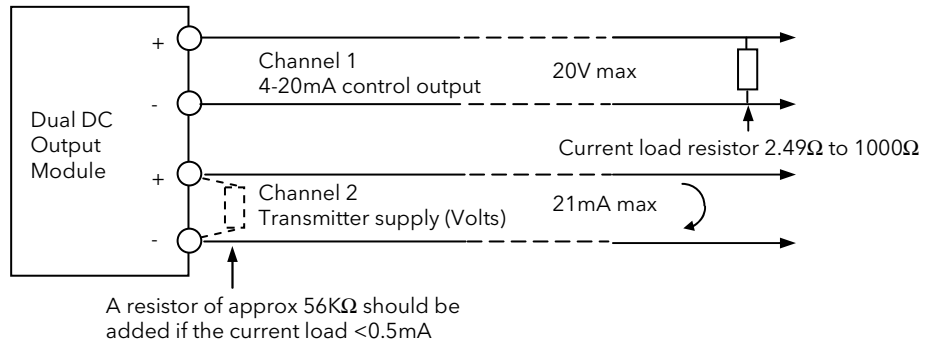 +
Channel 1
4-20mA control output
20V max
-
Dual DC
Output
Module
Current load resistor 2.49Ω to 1000Ω
+
Channel 2
Transmitter supply (Volts)
21mA max
-
A resistor of approx 56KΩ should be
added if the current load <0.5mA